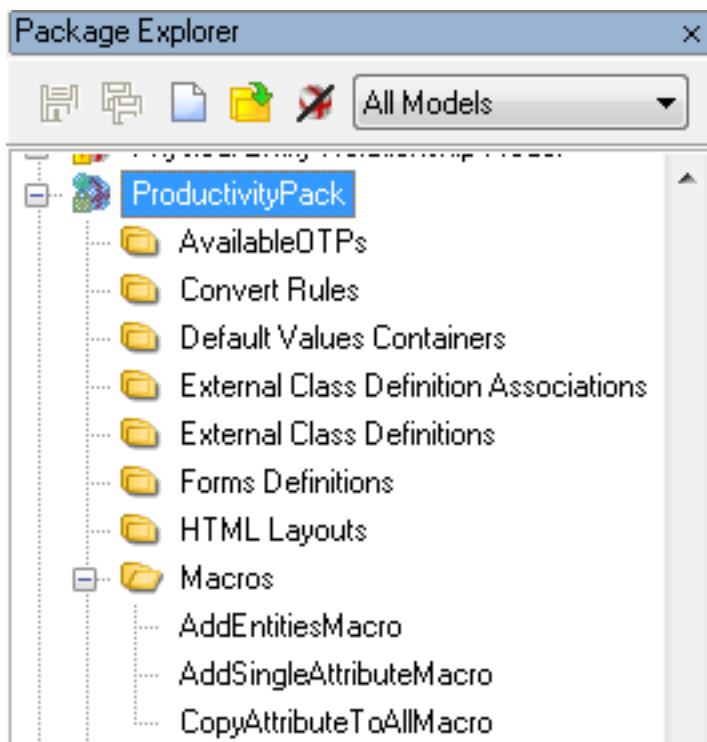 Package Explorer
All Models
ProductivityPack
AvailableOTPs
Convert Rules
Default Values Containers
External Class Definition Associations
External Class Definitions
Forms Definitions
HTML Layouts
Macros
AddEntitiesMacro
AddSingleAttributeMacro
CopyAttributeToAllMacro